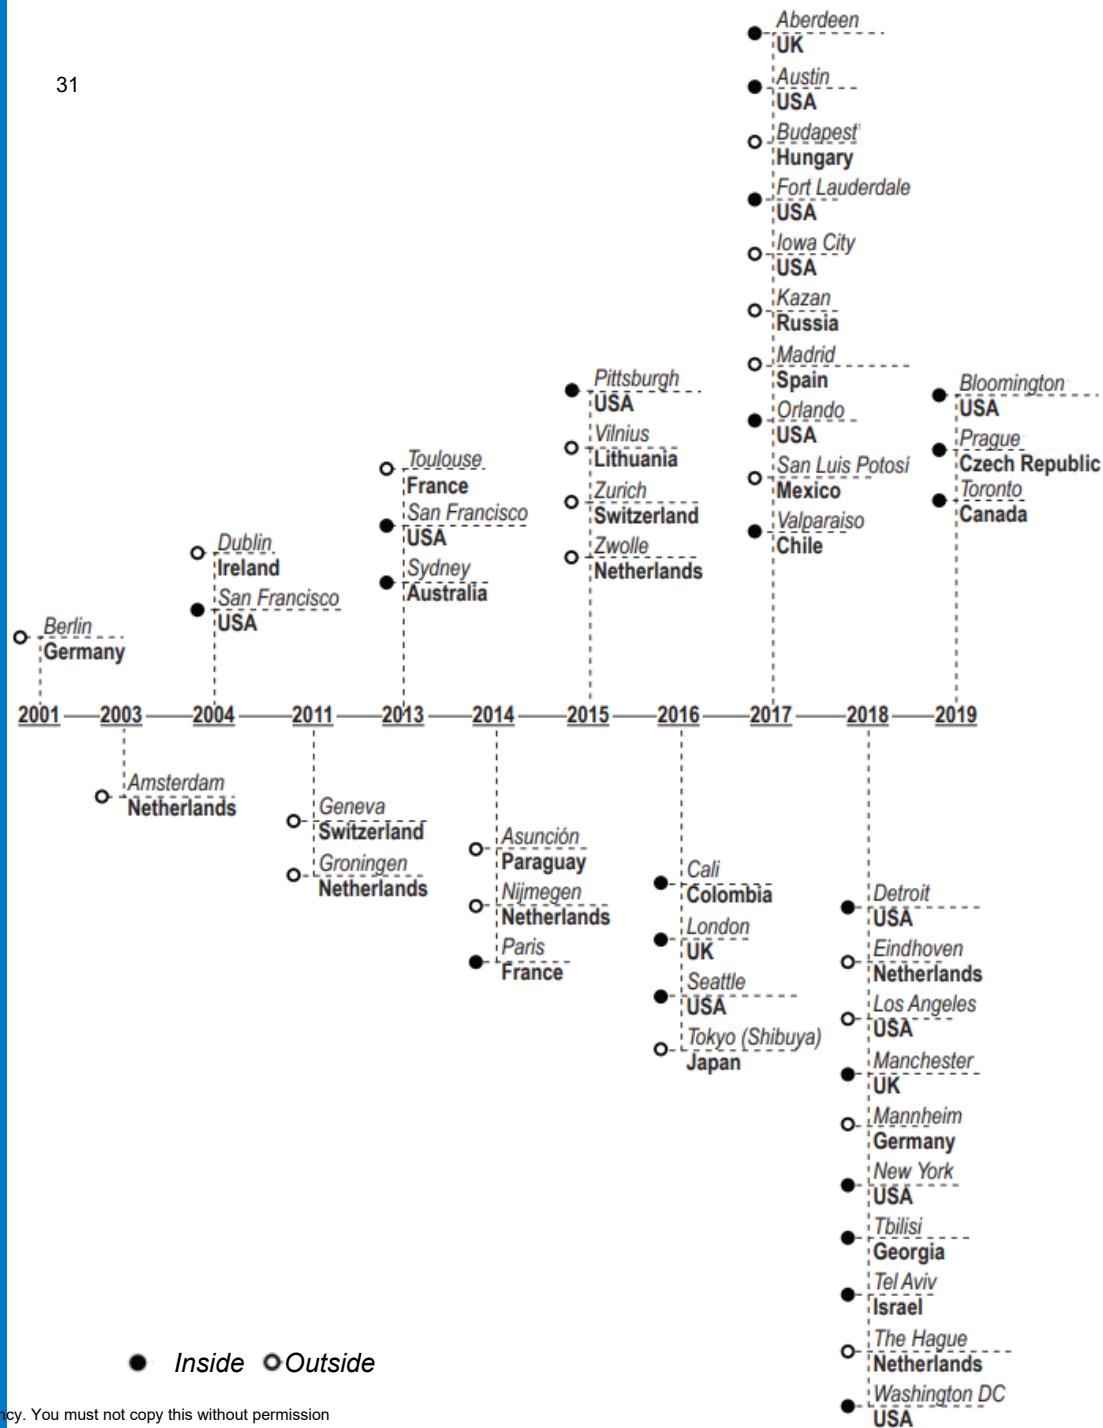 31
Aberdeen
UK
Austin
USA
Budapest
Hungary
Fort Lauderdale
USA
Iowa City
USA
Kazan
Russia
Madrid
Spain
Orlando
USA
San Luis Potosí
Mexico
Valparaiso
Chile
Bloomington
USA
Prague
Czech Republic
Toronto
Canada
Pittsburgh
USA
Vilnius
Lithuania
Zurich
Switzerland
Zwolle
Netherlands
Toulouse
France
San Francisco
USA
Sydney
Australia
Dublin
Ireland
San Francisco
USA
Berlin
Germany
2001 2003 2004 2011 2013 2014 2015 2016 2017 2018 2019
Amsterdam
Netherlands
Geneva
Switzerland
Groningen
Netherlands
Asunción
Paraguay
Nijmegen
Netherlands
Paris
France
Cali
Colombia
London
UK
Seattle
USA
Tokyo (Shibuya)
Japan
Detroit
USA
Eindhoven
Netherlands
Los Angeles
USA
Manchester
UK
Mannheim
Germany
New York
USA
Tbilisi
Georgia
Tel Aviv
Israel
The Hague
Netherlands
Washington DC
USA
Inside Outside
ncy. You must not copy this without permission